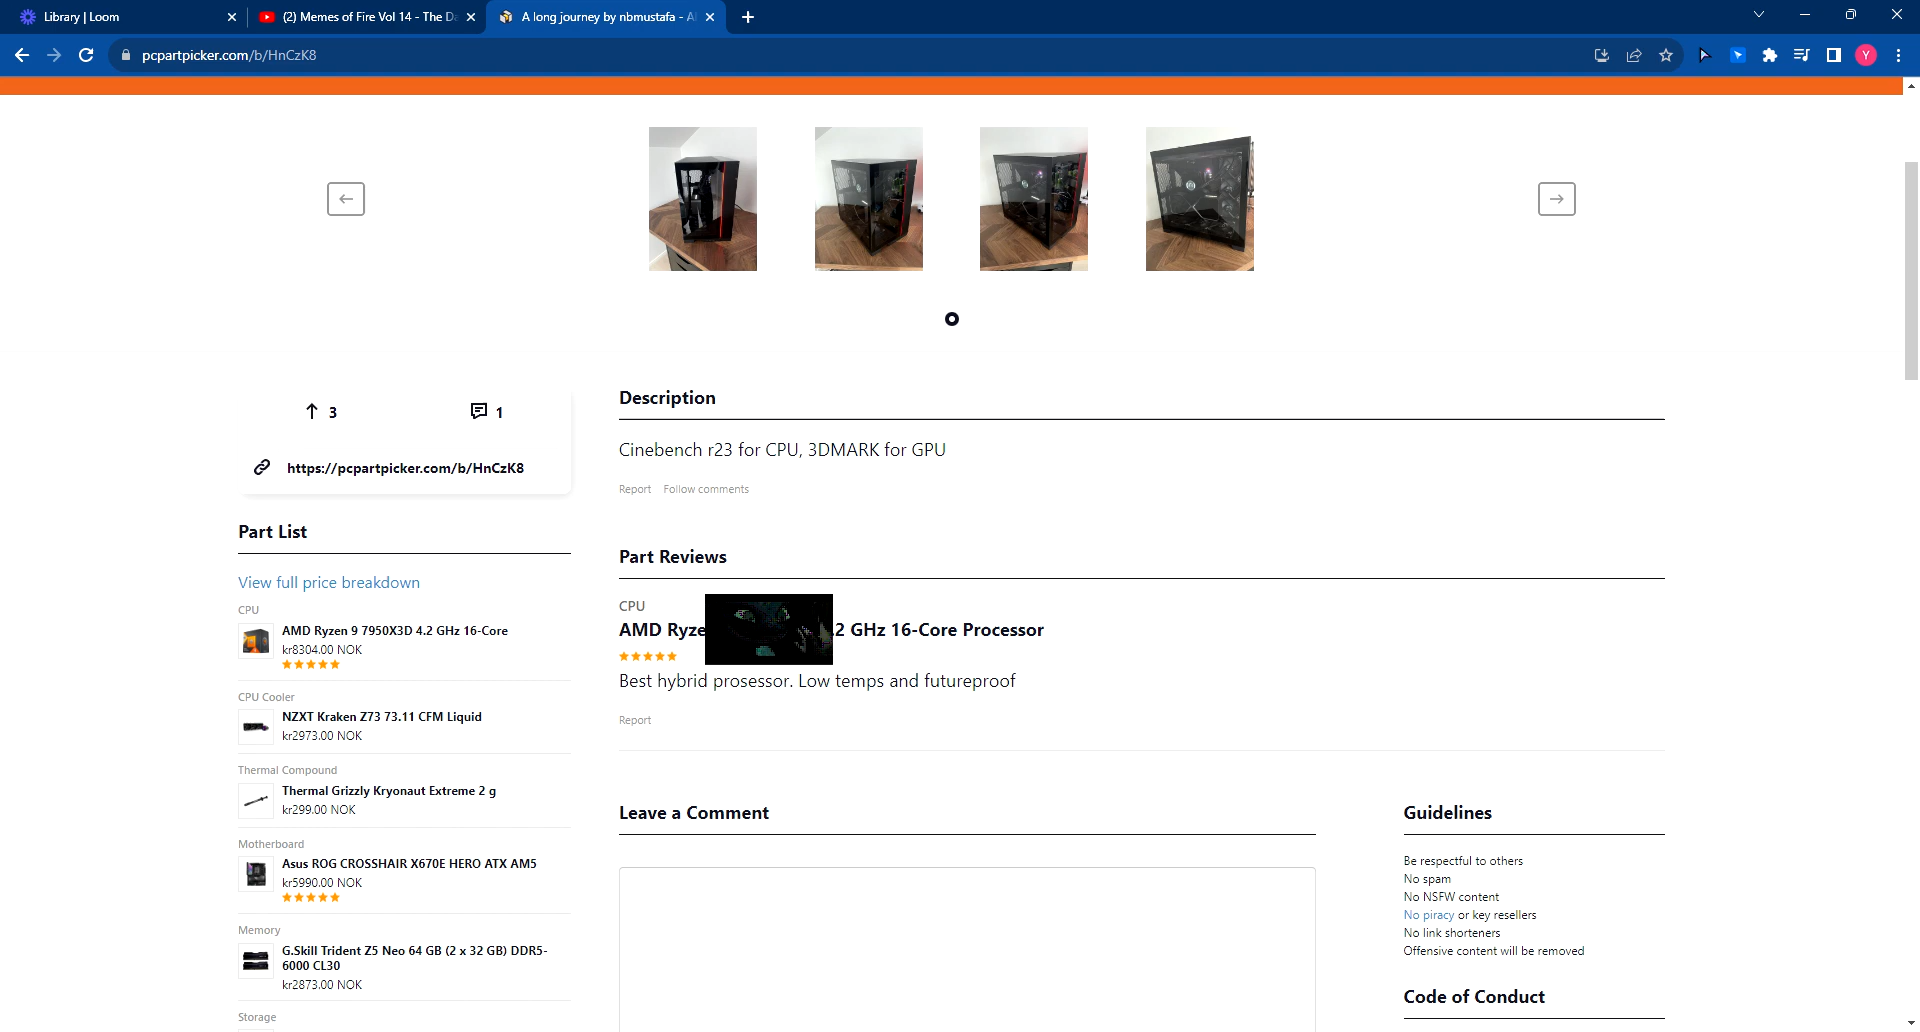 Library | Loom
(2) Memes of Fire Vol 14 - The Da
A long journey by nbmustafa - A
pcpartpicker.com/b/HnCzK8
Y
3
1
https://pcpartpicker.com/b/HnCzK8
Part List
View full price breakdown
CPU
AMD Ryzen 9 7950X3D 4.2 GHz 16-Core
kr8304.00 NOK
CPU Cooler
NZXT Kraken Z73 73.11 CFM Liquid
kr2973.00 NOK
Thermal Compound
Thermal Grizzly Kryonaut Extreme 2 g
kr299.00 NOK
Motherboard
Asus ROG CROSSHAIR X670E HERO ATX AM5
kr5990.00 NOK
Memory
G.Skill Trident Z5 Neo 64 GB (2 x 32 GB) DDR5-
6000 CL30
kr2873.00 NOK
Storage
Description
Cinebench r23 for CPU, 3DMARK for GPU
Report Follow comments
Part Reviews
CPU
AMD Ryze .2 GHz 16-Core Processor
Best hybrid prosessor. Low temps and futureproof
Report
Leave a Comment
Guidelines
Be respectful to others
No spam
No NSFW content
No piracy or key resellers
No link shorteners
Offensive content will be removed
Code of Conduct